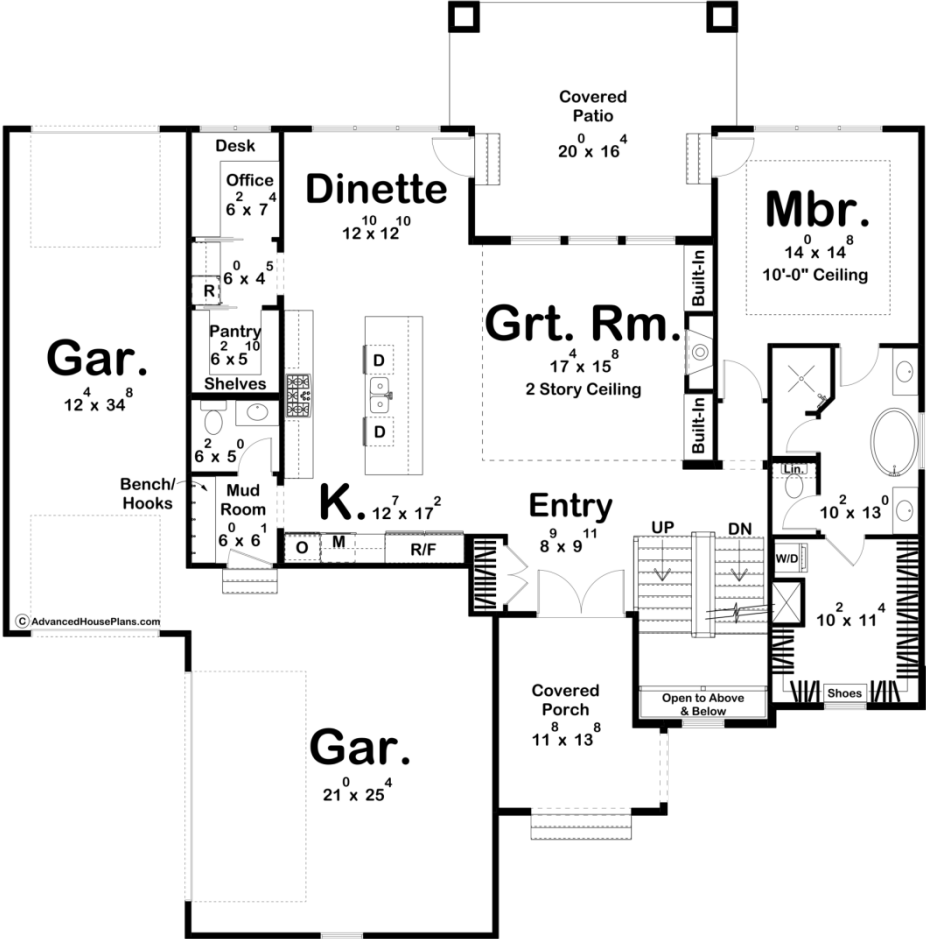 Covered
Patio
20⁰ x 16⁴
Desk
Office
6² x 7⁴
Dinette
12¹⁰ x 12¹⁰
Mbr.
14⁰ x 14⁸
10'-0" Ceiling
6⁰ x 4⁵
R
Built-In
Grt. Rm.
17⁴ x 15⁸
2 Story Ceiling
Pantry
6² x 5¹⁰
Shelves
Gar.
12⁴ x 34⁸
D
D
Built-In
6² x 5⁰
Bench/
Hooks
Mud
Room
6⁰ x 6¹
K. 12⁷ x 17²
O
M
R/F
Entry
8⁹ x 9¹¹
UP
DN
Lin.
10² x 13⁰
W/D
10² x 11⁴
Shoes
© AdvancedHousePlans.com
Open to Above
& Below
Covered
Porch
11⁸ x 13⁸
Gar.
21⁰ x 25⁴